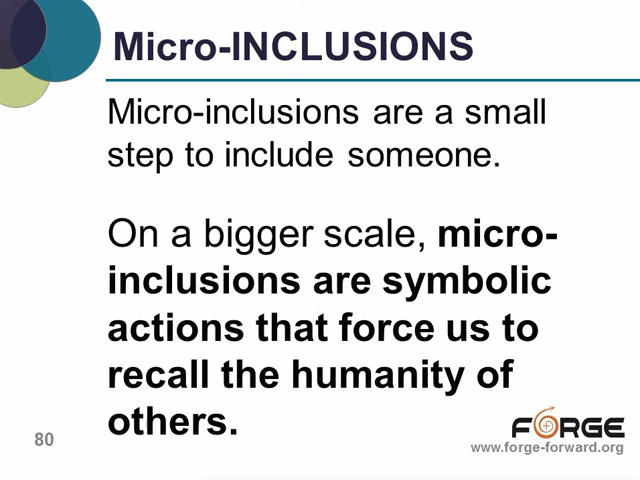 Micro-INCLUSIONS
Micro-inclusions are a small
step to include someone.
On a bigger scale, micro-
inclusions are symbolic
actions that force us to
recall the humanity of
others.
80
FORGE
www.forge-forward.org